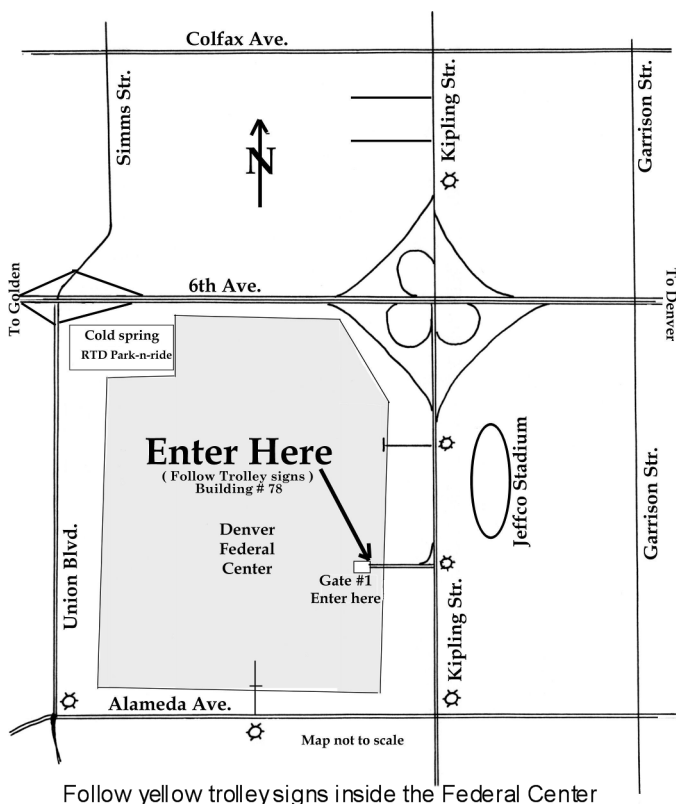 Colfax Ave.
Simms Str.
Kipling Str.
Garrison Str.
N
To Golden
6th Ave.
To Denver
Cold spring
RTD Park-n-ride
Enter Here
( Follow Trolley signs )
Building # 78
Denver
Federal
Center
Gate #1
Enter here
Jeffco Stadium
Garrison Str.
Union Blvd.
Kipling Str.
Alameda Ave.
Map not to scale
Follow yellow trolley signs inside the Federal Center